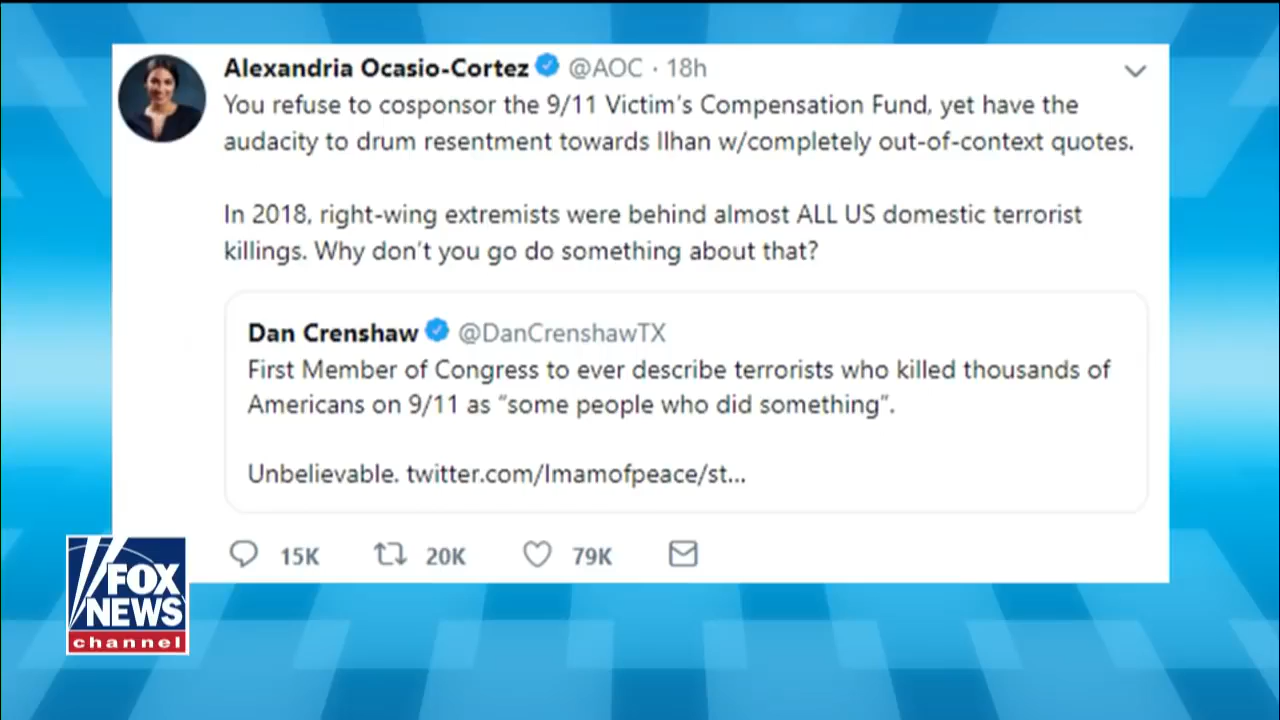 Alexandria Ocasio-Cortez @AOC · 18h
You refuse to cosponsor the 9/11 Victim's Compensation Fund, yet have the
audacity to drum resentment towards Ilhan w/completely out-of-context quotes.
In 2018, right-wing extremists were behind almost ALL US domestic terrorist
killings. Why don't you go do something about that?
Dan Crenshaw @DanCrenshawTX
First Member of Congress to ever describe terrorists who killed thousands of
Americans on 9/11 as “some people who did something”.
Unbelievable. twitter.com/Imamofpeace/st...
15K 20K 79K
FOX
NEWS
channel